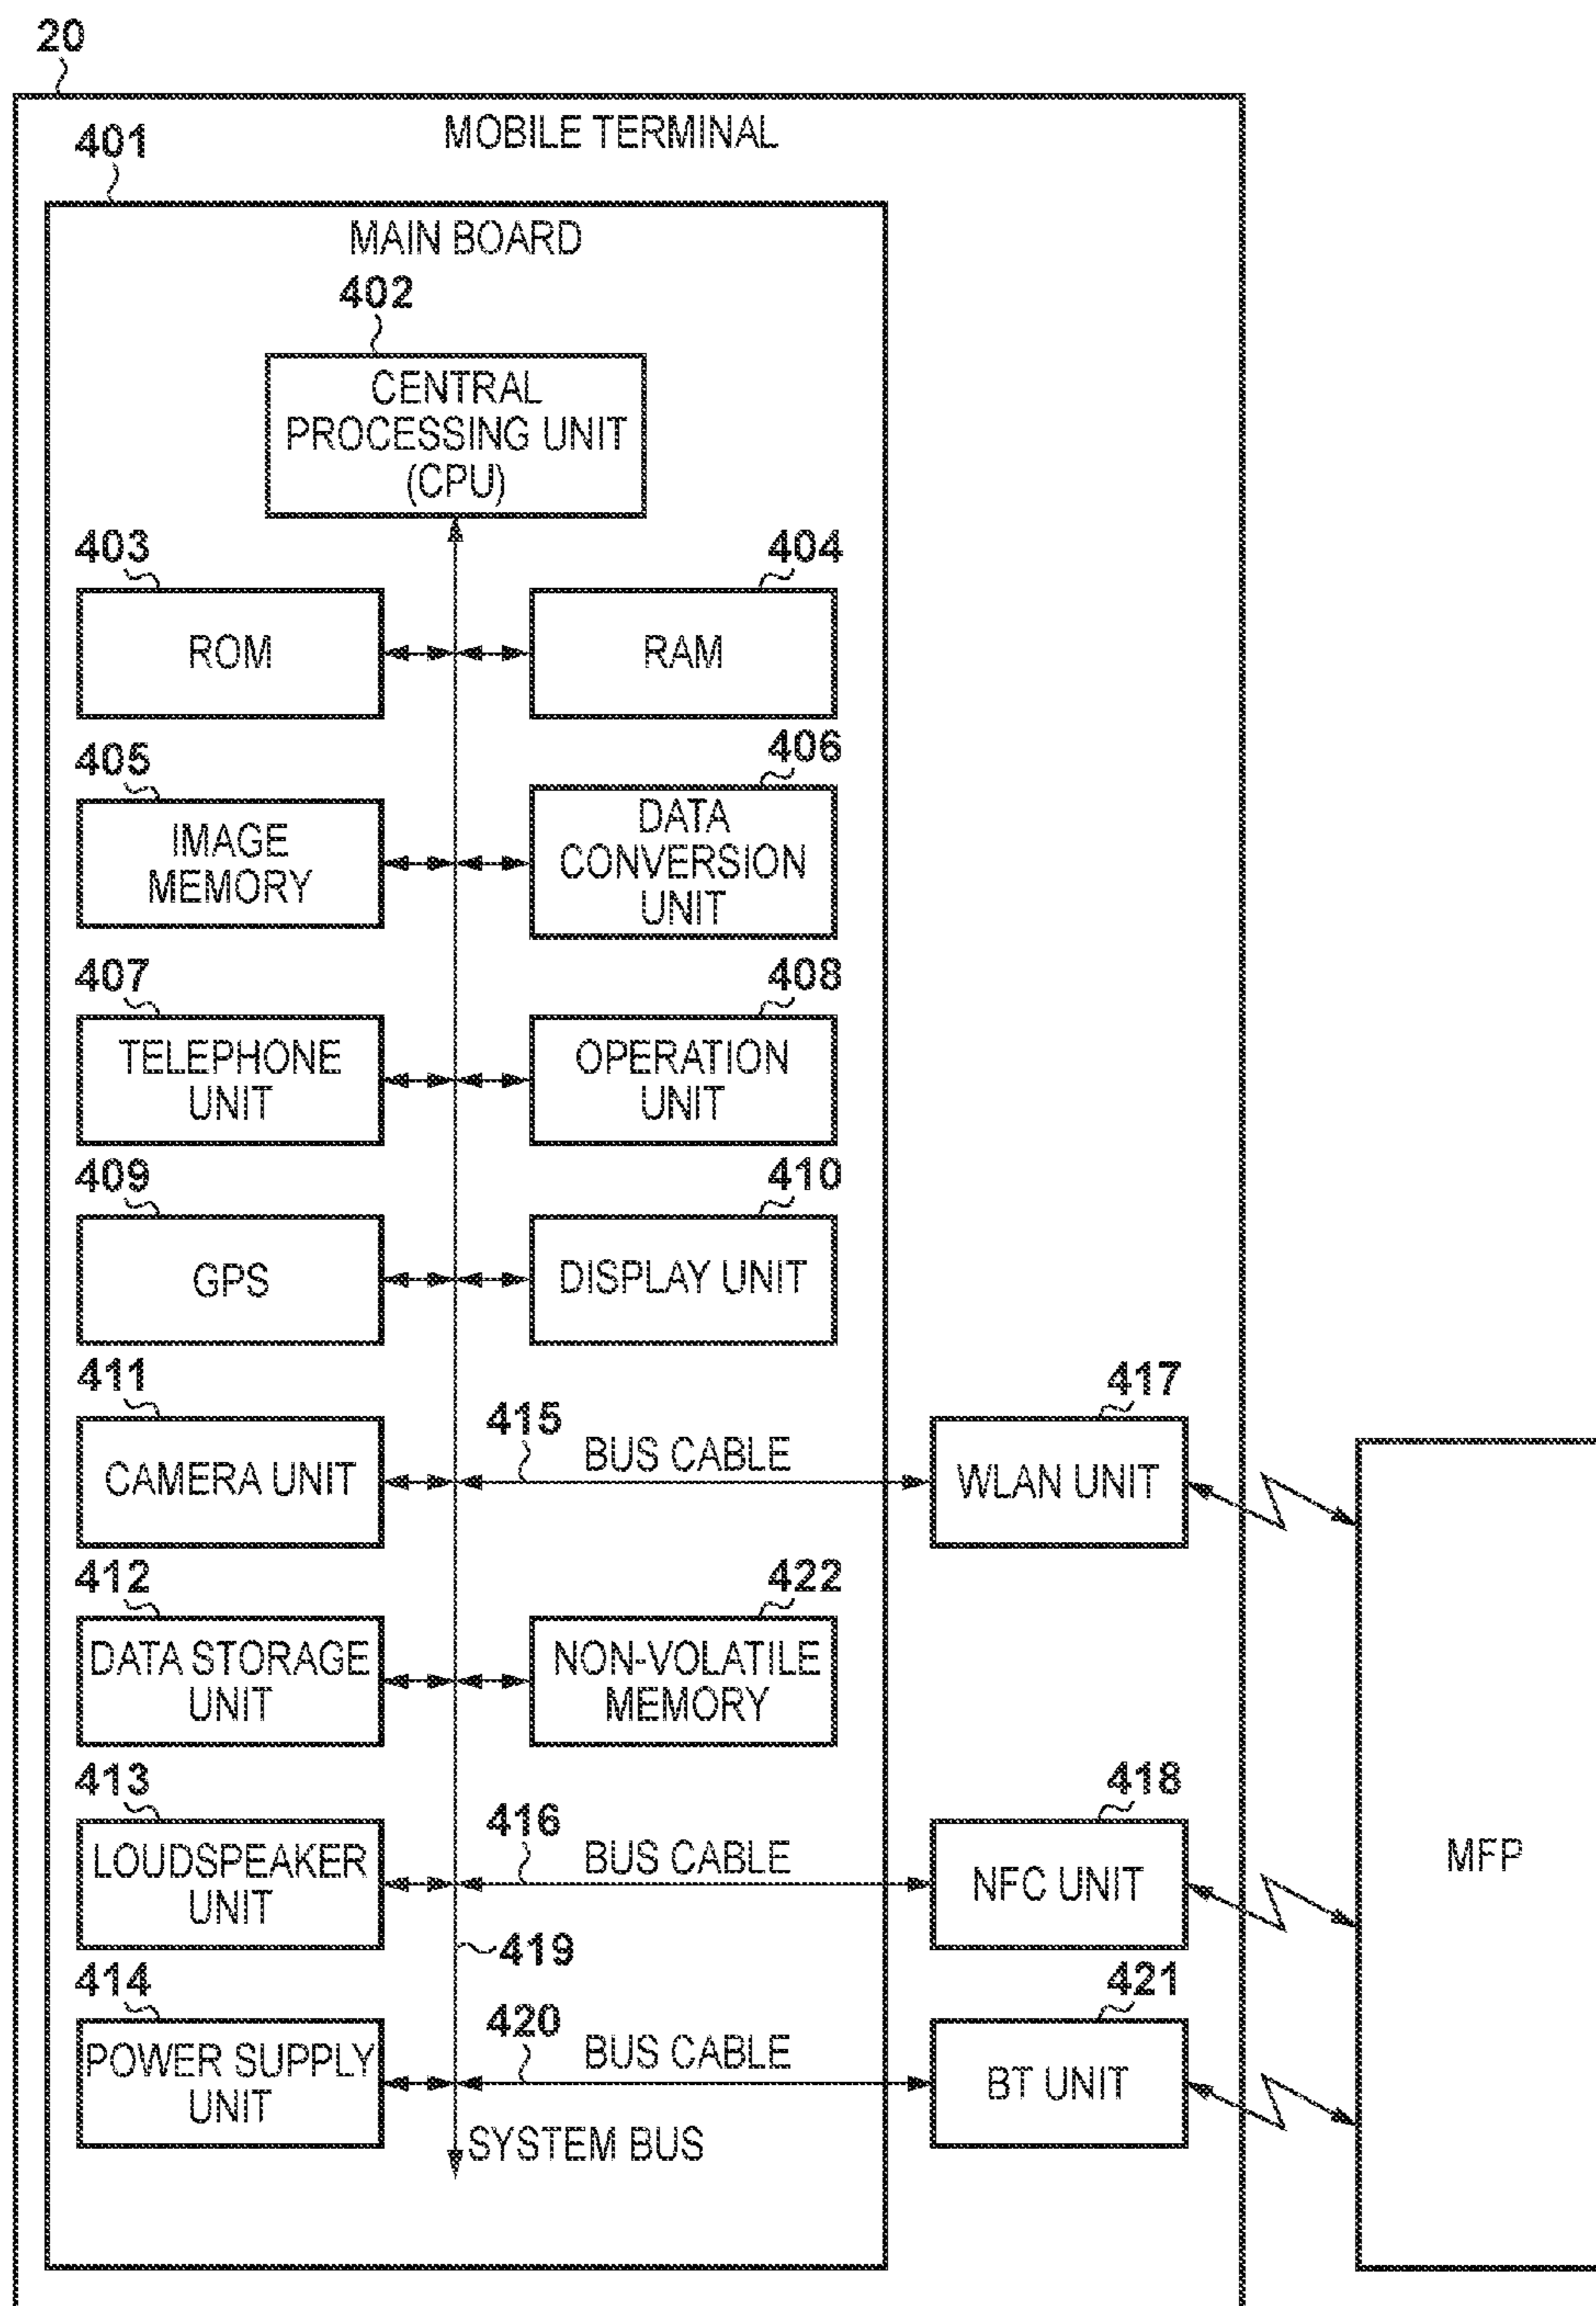 20
MOBILE TERMINAL
401
MAIN BOARD
402
CENTRAL
PROCESSING UNIT
(CPU)
403
ROM
404
RAM
405
IMAGE
MEMORY
406
DATA
CONVERSION
UNIT
407
TELEPHONE
UNIT
408
OPERATION
UNIT
409
GPS
410
DISPLAY UNIT
411
CAMERA UNIT
415
BUS CABLE
417
WLAN UNIT
412
DATA STORAGE
UNIT
422
NON-VOLATILE
MEMORY
413
LOUDSPEAKER
UNIT
416
BUS CABLE
418
NFC UNIT
MFP
419
414
POWER SUPPLY
UNIT
420
BUS CABLE
421
BT UNIT
SYSTEM BUS